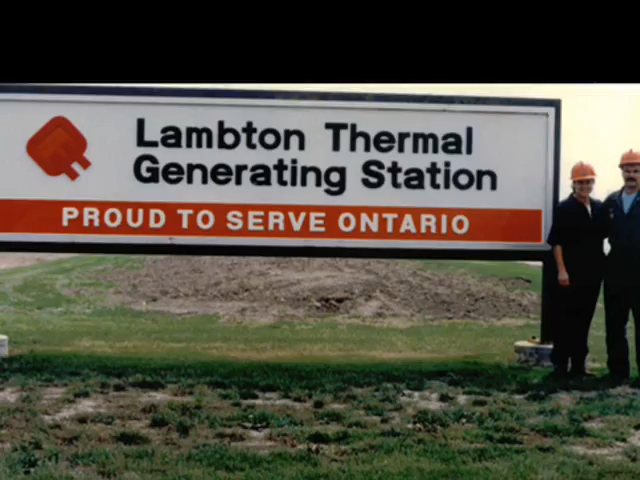 Lambton Thermal
Generating Station
PROUD TO SERVE ONTARIO